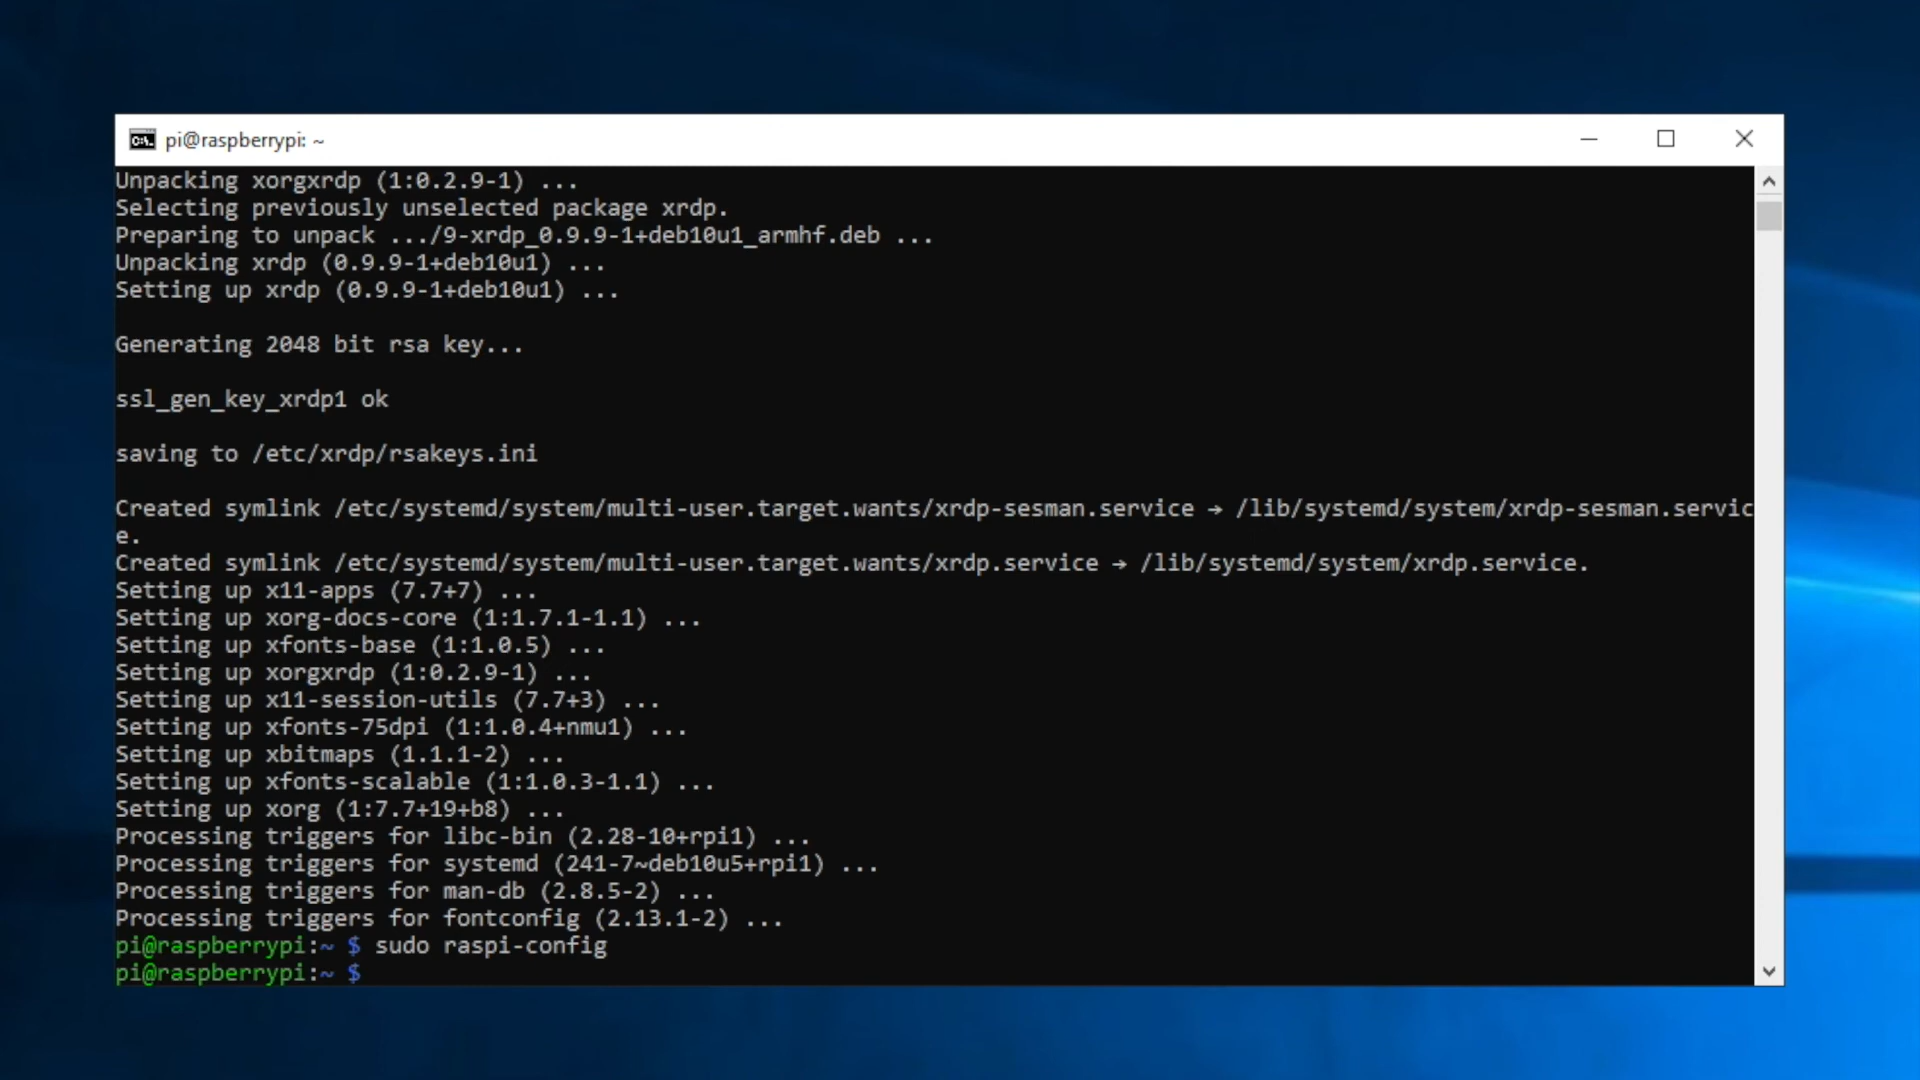 pi@raspberrypi: ~
Unpacking xorgxrdp (1:0.2.9-1) ...
Selecting previously unselected package xrdp.
Preparing to unpack .../9-xrdp_0.9.9-1+deb10u1_armhf.deb ...
Unpacking xrdp (0.9.9-1+deb10u1) ...
Setting up xrdp (0.9.9-1+deb10u1) ...
Generating 2048 bit rsa key...
ssl_gen_key_xrdp1 ok
saving to /etc/xrdp/rsakeys.ini
Created symlink /etc/systemd/system/multi-user.target.wants/xrdp-sesman.service → /lib/systemd/system/xrdp-sesman.servic
e.
Created symlink /etc/systemd/system/multi-user.target.wants/xrdp.service → /lib/systemd/system/xrdp.service.
Setting up x11-apps (7.7+7) ...
Setting up xorg-docs-core (1:1.7.1-1.1) ...
Setting up xfonts-base (1:1.0.5) ...
Setting up xorgxrdp (1:0.2.9-1) ...
Setting up x11-session-utils (7.7+3) ...
Setting up xfonts-75dpi (1:1.0.4+nmu1) ...
Setting up xbitmaps (1.1.1-2) ...
Setting up xfonts-scalable (1:1.0.3-1.1) ...
Setting up xorg (1:7.7+19+b8) ...
Processing triggers for libc-bin (2.28-10+rpi1) ...
Processing triggers for systemd (241-7~deb10u5+rpi1) ...
Processing triggers for man-db (2.8.5-2) ...
Processing triggers for fontconfig (2.13.1-2) ...
pi@raspberrypi:~ $ sudo raspi-config
pi@raspberrypi:~ $